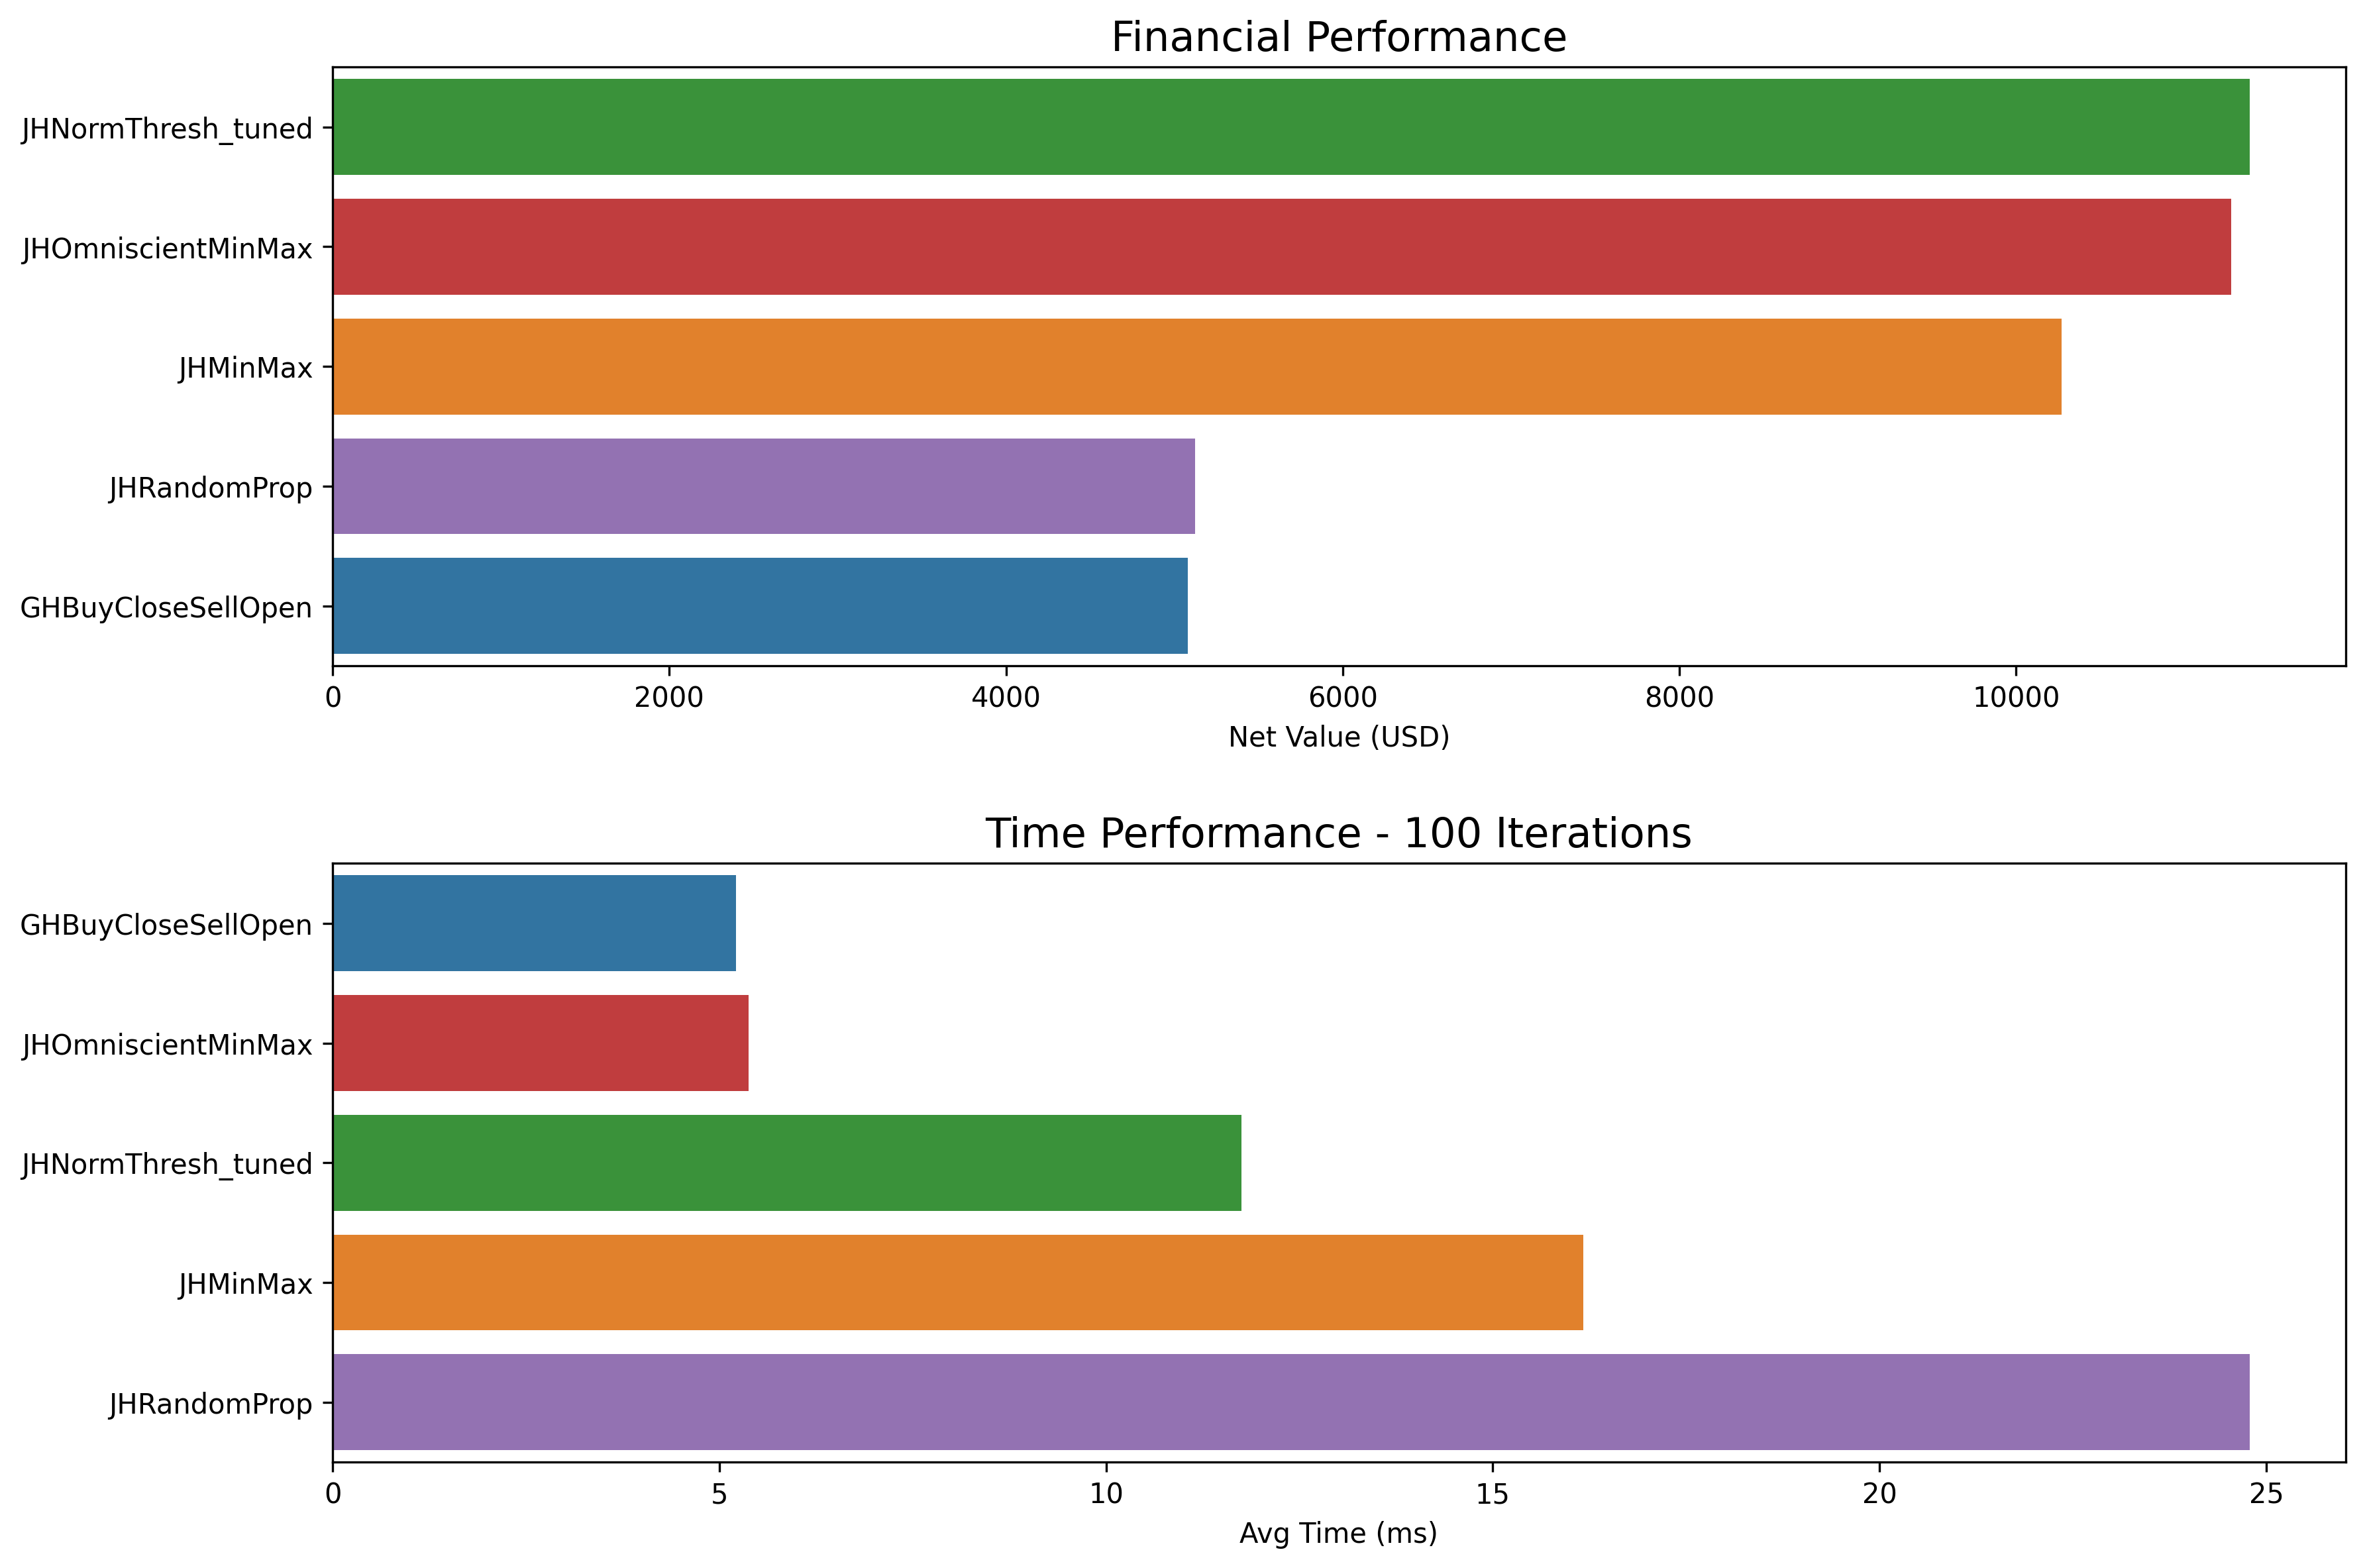 Financial Performance
JHNormThresh_tuned
JHOmniscientMinMax
JHMinMax
JHRandomProp
GHBuyCloseSellOpen
0 2000 4000 6000 8000 10000
Net Value (USD)
Time Performance - 100 Iterations
GHBuyCloseSellOpen
JHOmniscientMinMax
JHNormThresh_tuned
JHMinMax
JHRandomProp
0 5 10 15 20 25
Avg Time (ms)